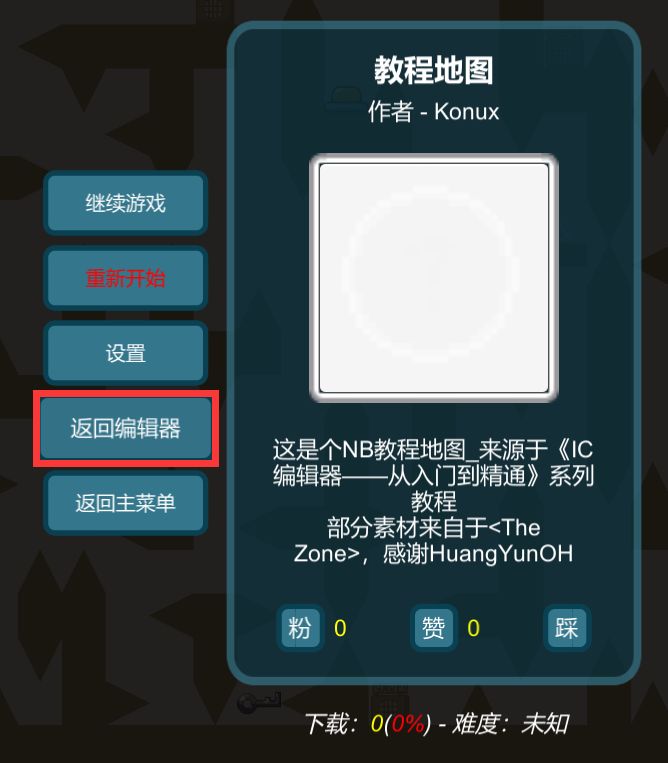 教程地图
作者 - Konux
继续游戏
重新开始
设置
返回编辑器
返回主菜单
这是个NB教程地图_来源于《IC
编辑器——从入门到精通》系列
教程
部分素材来自于<The
Zone>，感谢HuangYunOH
粉 0 赞 0 踩
下载：0(0%) - 难度：未知